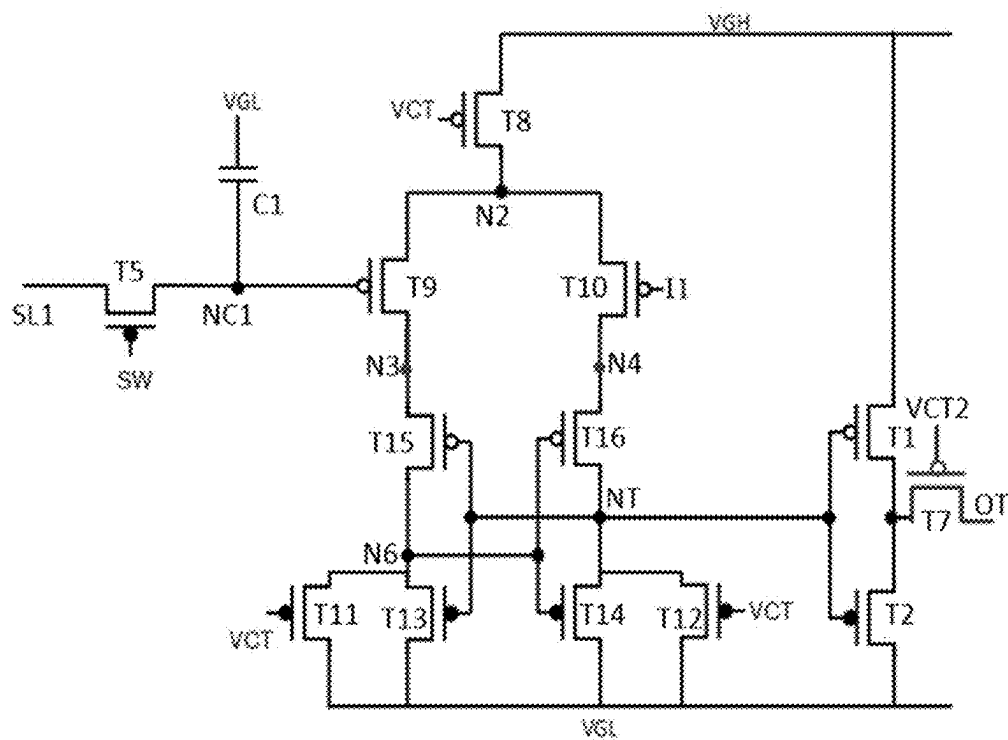 VGH
VGL
VCT
T8
C1
N2
T5
T9
T10
I1
SL1
NC1
SW
N3
N4
T15
T16
T1
VCT2
NT
T7
OT
N6
T11
T13
T14
T12
T2
VCT
VCT
VGL